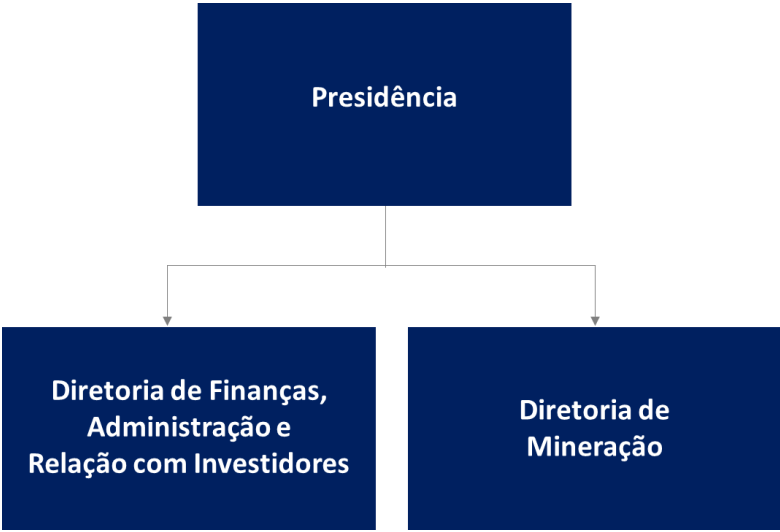 Presidência
Diretoria de Finanças,
Administração e
Relação com Investidores
Diretoria de
Mineração